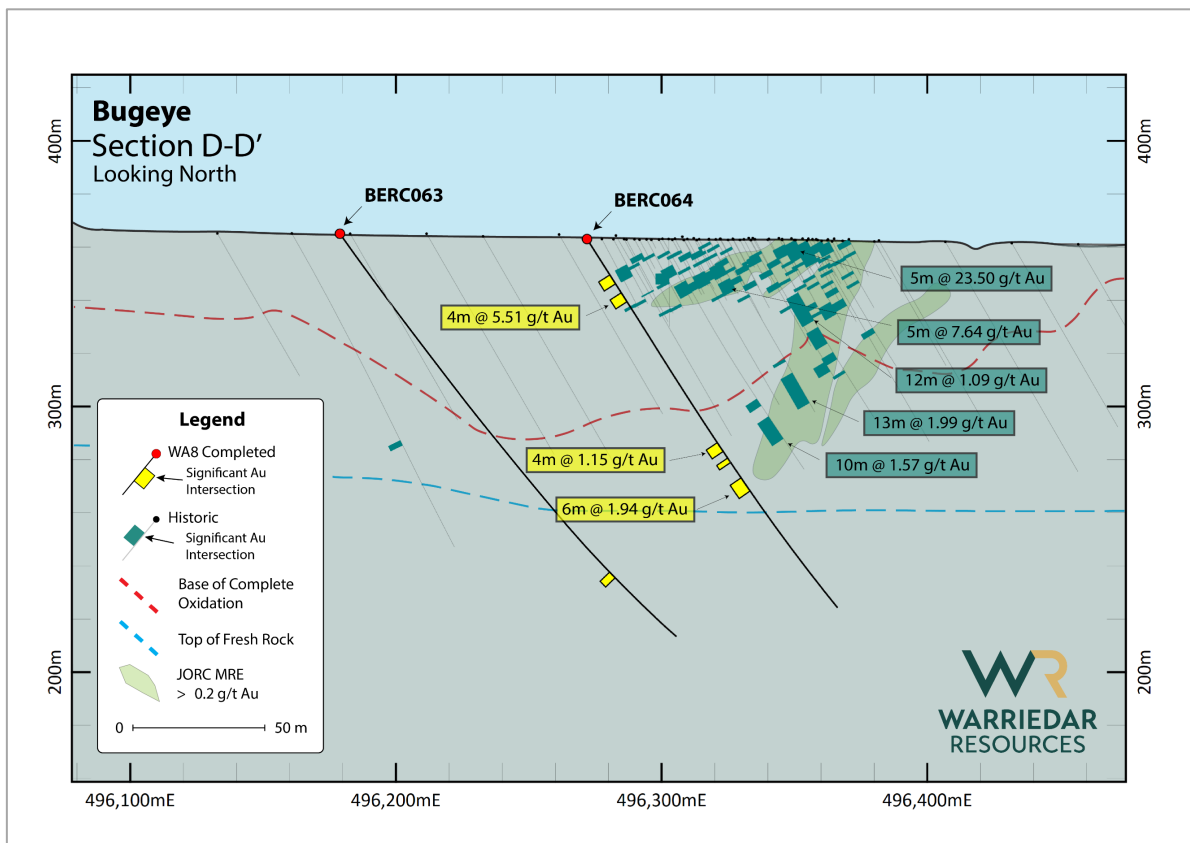 Bugeye
Section D-D’
Looking North
400m
300m
200m
400m
300m
200m
BERC063
BERC064
4m @ 5.51 g/t Au
4m @ 1.15 g/t Au
6m @ 1.94 g/t Au
5m @ 23.50 g/t Au
5m @ 7.64 g/t Au
12m @ 1.09 g/t Au
13m @ 1.99 g/t Au
10m @ 1.57 g/t Au
Legend
WA8 Completed
Significant Au
Intersection
Historic
Significant Au
Intersection
Base of Complete
Oxidation
Top of Fresh Rock
JORC MRE
> 0.2 g/t Au
0 50 m
WR
WARRIEDAR
RESOURCES
496,100mE
496,200mE
496,300mE
496,400mE